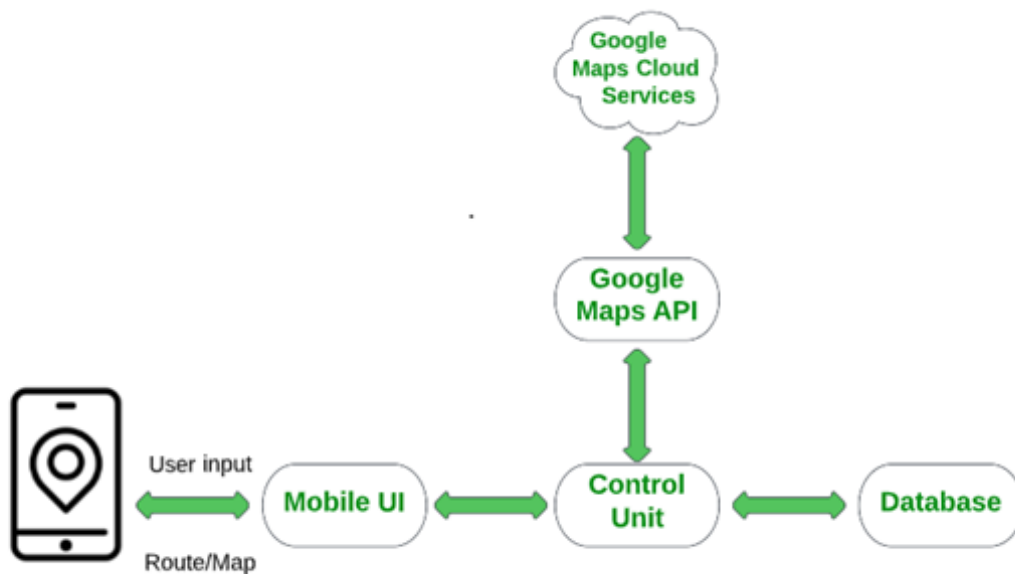 Google
Maps Cloud
Services
Google
Maps API
User input
Mobile UI
Control
Unit
Database
Route/Map